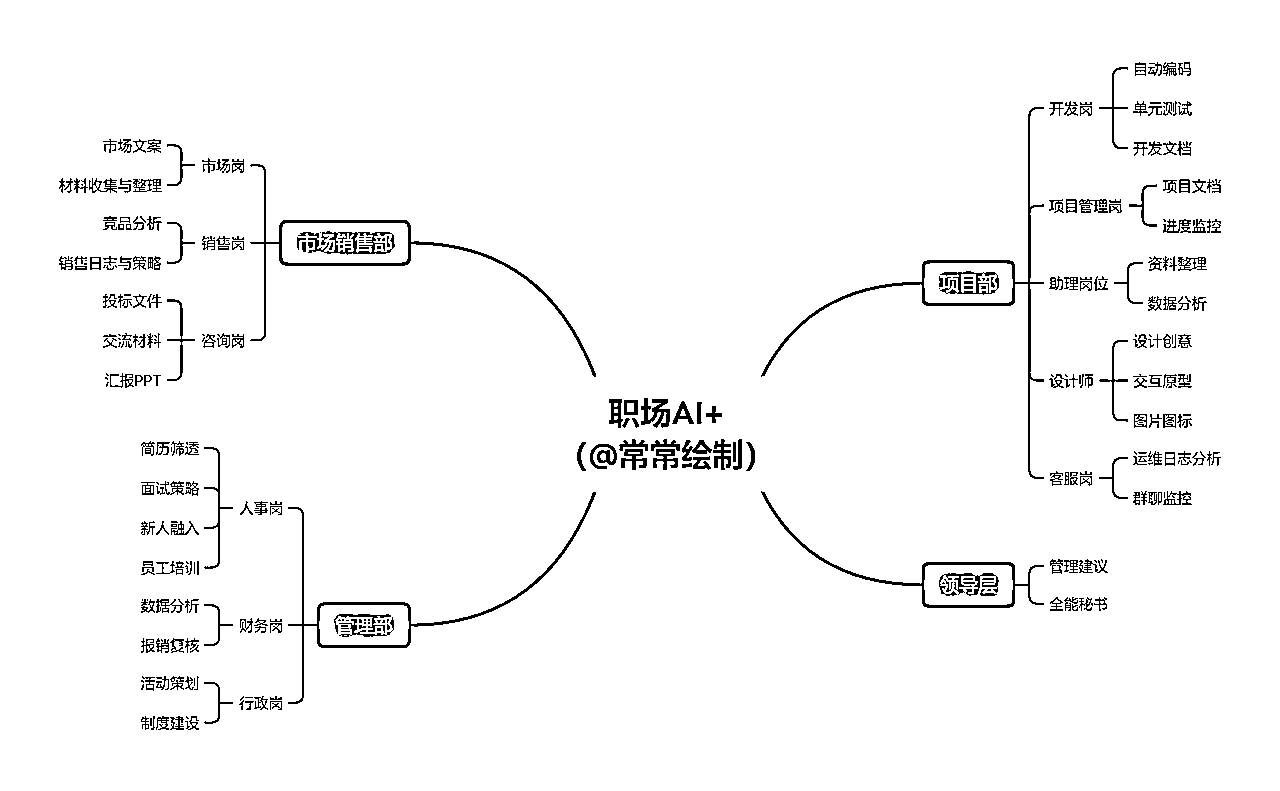 职场AI+
（@常常绘制）
市场销售部
市场岗
市场文案
材料收集与整理
销售岗
竞品分析
销售日志与策略
咨询岗
投标文件
交流材料
汇报PPT
管理部
人事岗
简历筛透
面试策略
新人融入
员工培训
财务岗
数据分析
报销复核
行政岗
活动策划
制度建设
项目部
开发岗
自动编码
单元测试
开发文档
项目管理岗
项目文档
进度监控
助理岗位
资料整理
数据分析
设计师
设计创意
交互原型
图片图标
客服岗
运维日志分析
群聊监控
领导层
管理建议
全能秘书